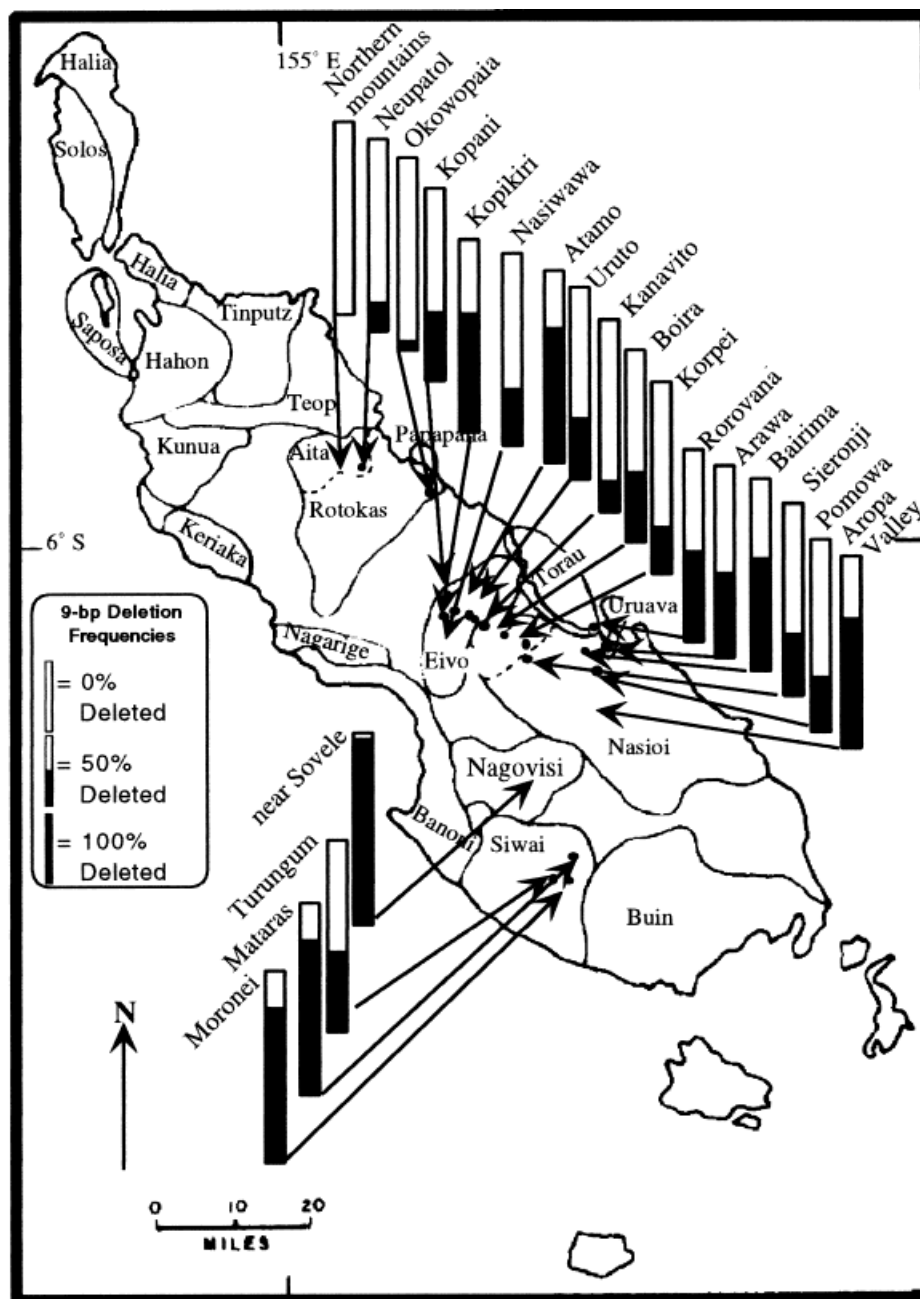 155° E
Northern
mountains
Neupatol
Okowopaia
Kopani
Kopikiri
Nasiwawa
Atamo
Uruto
Kanavito
Boira
Korpei
Rorovana
Arawa
Bairima
Sieronji
Pomowa
Aropa
Valley
Halia
Solos
Halia
Saposa
Hahon
Tinputz
Teop
Kunua
Aita
Papapana
Rotokas
Keriaka
6° S
Torau
Uruava
Nagarige
Eivo
Nasioi
Nagovisi
Banoni
Siwai
Buin
9-bp Deletion
Frequencies
= 0%
Deleted
= 50%
Deleted
= 100%
Deleted
near Sovele
Turungum
Mataras
Moronei
N
0 10 20
MILES